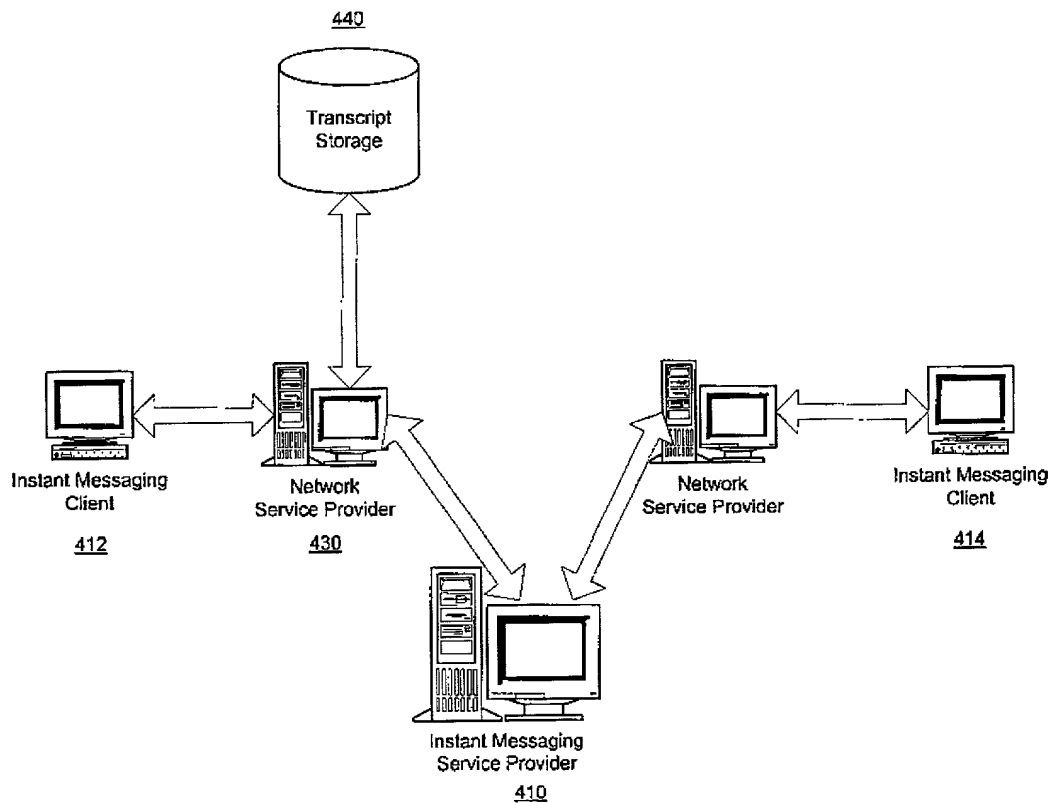 440
Transcript
Storage
Instant Messaging
Client
412
Network
Service Provider
430
Network
Service Provider
Instant Messaging
Client
414
Instant Messaging
Service Provider
410